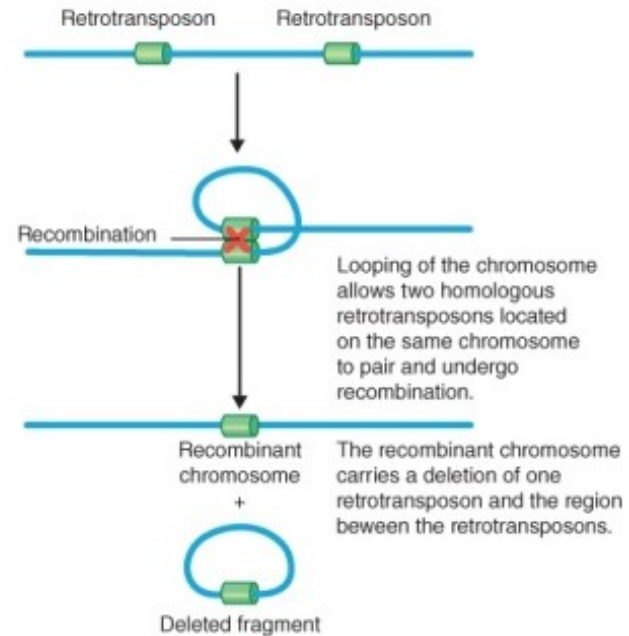 Retrotransposon Retrotransposon
Recombination
Looping of the chromosome
allows two homologous
retrotransposons located
on the same chromosome
to pair and undergo
recombination.
Recombinant
chromosome
+
The recombinant chromosome
carries a deletion of one
retrotransposon and the region
beween the retrotransposons.
Deleted fragment